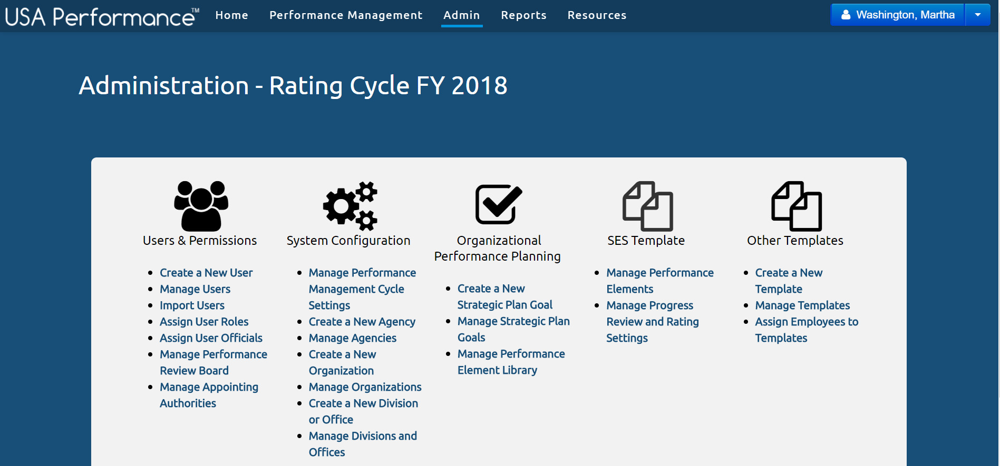 USA Performance™ Home Performance Management Admin Reports Resources Washington, Martha
Administration - Rating Cycle FY 2018
Users & Permissions
Create a New User
Manage Users
Import Users
Assign User Roles
Assign User Officials
Manage Performance
Review Board
Manage Appointing
Authorities
System Configuration
Manage Performance
Management Cycle
Settings
Create a New Agency
Manage Agencies
Create a New
Organization
Manage Organizations
Create a New Division
or Office
Manage Divisions and
Offices
Organizational
Performance Planning
Create a New
Strategic Plan Goal
Manage Strategic Plan
Goals
Manage Performance
Element Library
SES Template
Manage Performance
Elements
Manage Progress
Review and Rating
Settings
Other Templates
Create a New
Template
Manage Templates
Assign Employees to
Templates